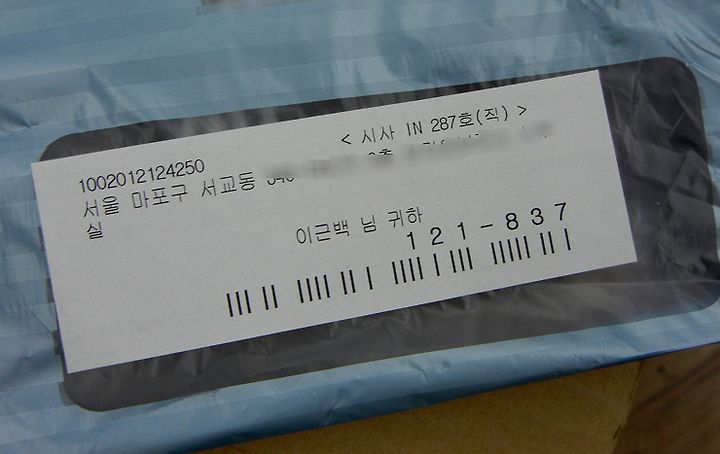 < 시사 IN 287호(직) >
1002012124250
서울 마포구 서교동
실
이근백 님 귀하
121-837